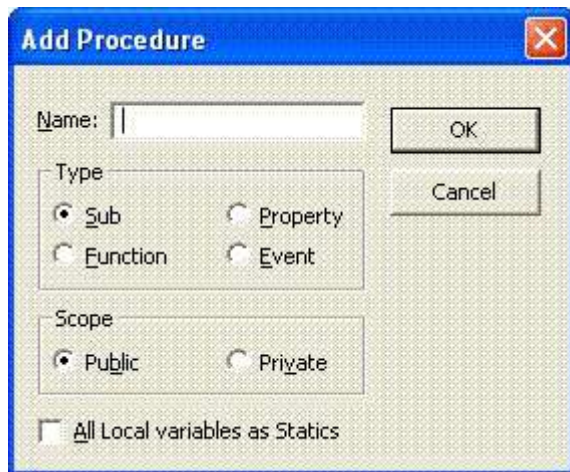 Add Procedure
Name:
OK
Cancel
Type
Sub
Property
Function
Event
Scope
Public
Private
All Local variables as Statics